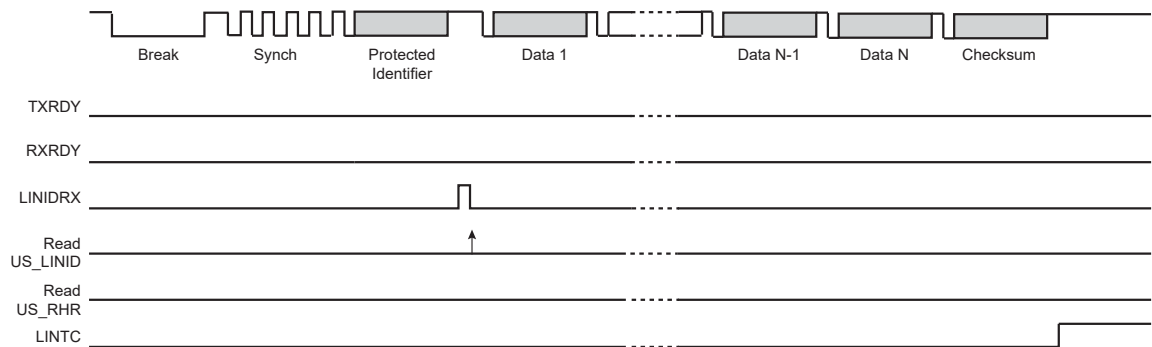 Break Synch Protected Identifier Data 1 Data N-1 Data N Checksum
TXRDY
RXRDY
LINIDRX
Read
US_LINID
Read
US_RHR
LINTC